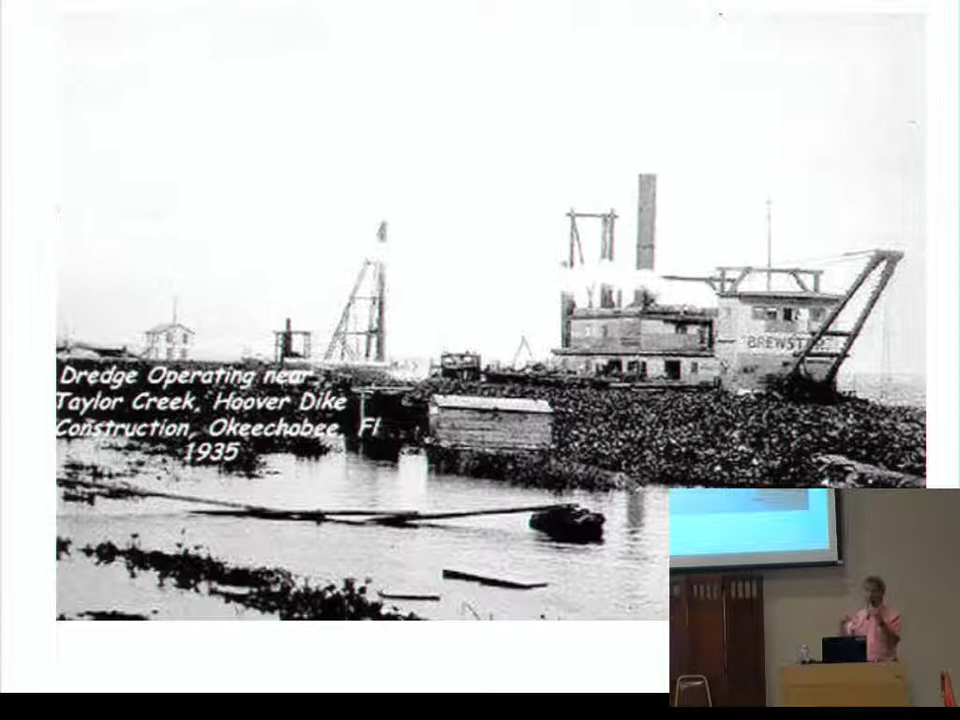 Dredge Operating near
Taylor Creek, Hoover Dike
Construction, Okeechobee Fl
1935